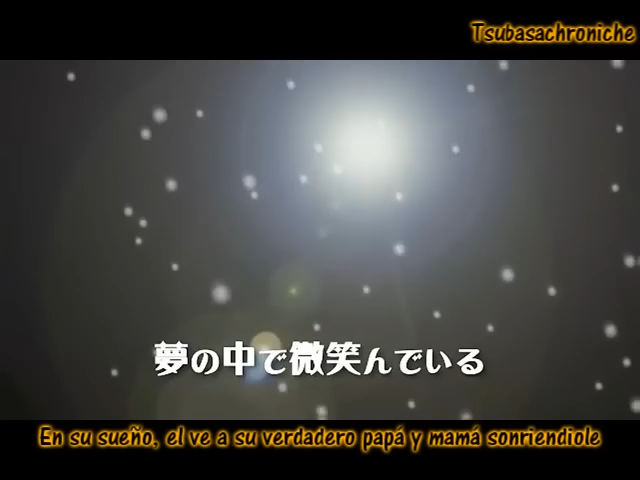 Tsubasachroniche
夢の中で微笑んでいる
En su sueño, el ve a su verdadero papá y mamá sonriendiole